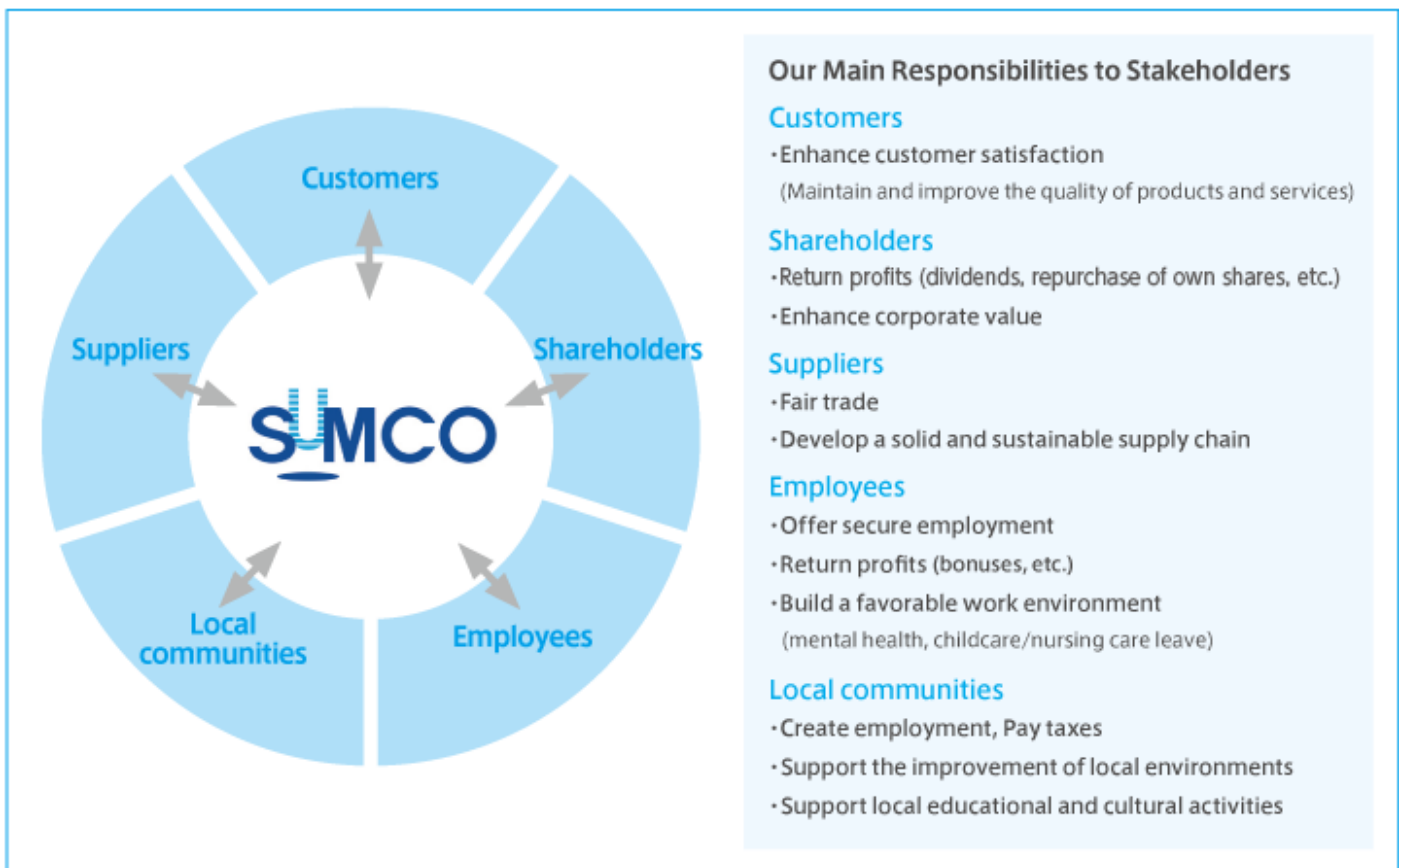 Customers
Suppliers
Shareholders
SUMCO
Local
communities
Employees
Our Main Responsibilities to Stakeholders
Customers
・Enhance customer satisfaction
(Maintain and improve the quality of products and services)
Shareholders
・Return profits (dividends, repurchase of own shares, etc.)
・Enhance corporate value
Suppliers
・Fair trade
・Develop a solid and sustainable supply chain
Employees
・Offer secure employment
・Return profits (bonuses, etc.)
・Build a favorable work environment
(mental health, childcare/nursing care leave)
Local communities
・Create employment, Pay taxes
・Support the improvement of local environments
・Support local educational and cultural activities